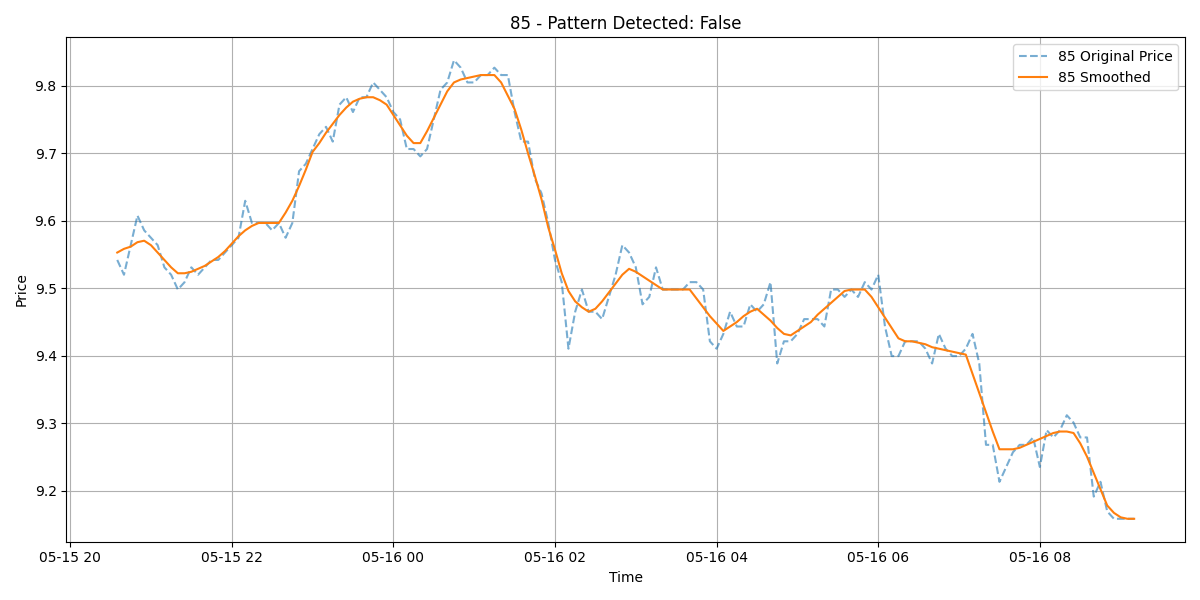 85 - Pattern Detected: False
85 Original Price
85 Smoothed
Price
9.8
9.7
9.6
9.5
9.4
9.3
9.2
05-15 20 05-15 22 05-16 00 05-16 02 05-16 04 05-16 06 05-16 08
Time